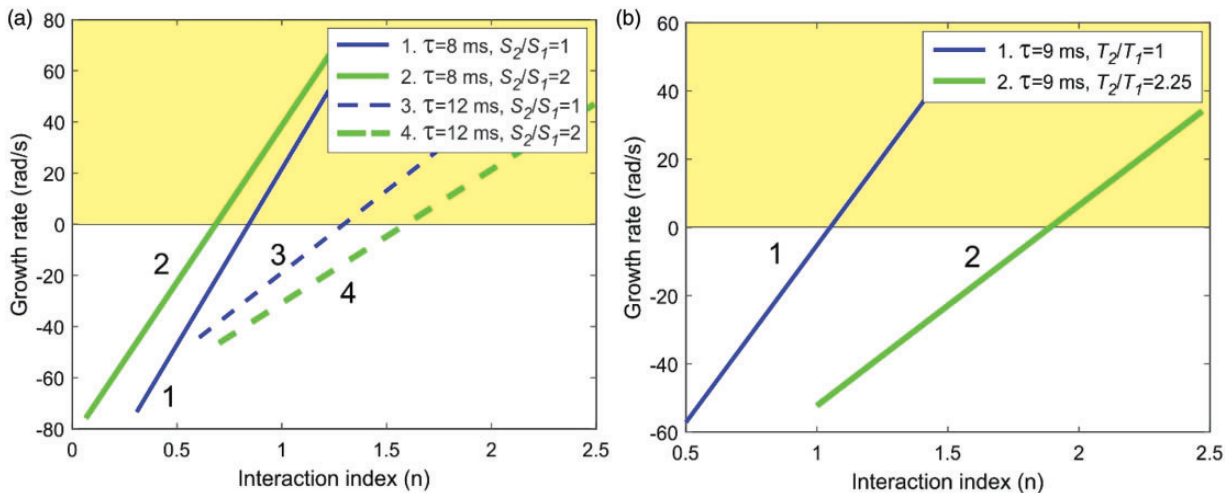 (a)
80
60
40
20
0
-20
-40
-60
-80
Growth rate (rad/s)
0 0.5 1 1.5 2 2.5
Interaction index (n)
1. τ=8 ms, S₂/S₁=1
2. τ=8 ms, S₂/S₁=2
3. τ=12 ms, S₂/S₁=1
4. τ=12 ms, S₂/S₁=2
2
3
4
1
(b)
60
40
20
0
-20
-40
-60
Growth rate (rad/s)
0.5 1 1.5 2 2.5
Interaction index (n)
1. τ=9 ms, T₂/T₁=1
2. τ=9 ms, T₂/T₁=2.25
1
2